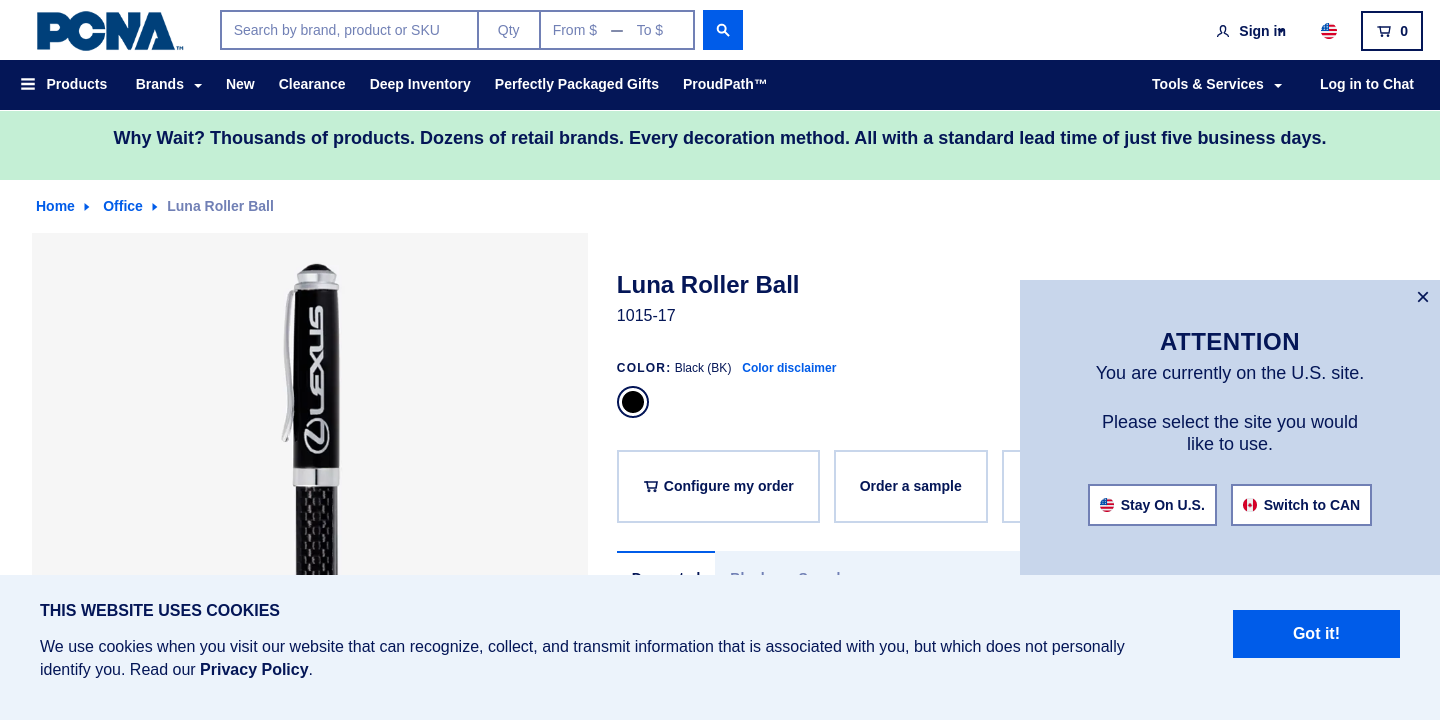 PCNA™
Search by brand, product or SKU
Qty
From $ — To $
Sign in
0
Products
Brands
New
Clearance
Deep Inventory
Perfectly Packaged Gifts
ProudPath™
Tools & Services
Log in to Chat
Why Wait? Thousands of products. Dozens of retail brands. Every decoration method. All with a standard lead time of just five business days.
Home
Office
Luna Roller Ball
LEXUS
Luna Roller Ball
1015-17
COLOR: Black (BK) Color disclaimer
Configure my order
Order a sample
×
ATTENTION
You are currently on the U.S. site.
Please select the site you would
like to use.
Stay On U.S.
Switch to CAN
THIS WEBSITE USES COOKIES
We use cookies when you visit our website that can recognize, collect, and transmit information that is associated with you, but which does not personally
identify you. Read our Privacy Policy.
Got it!